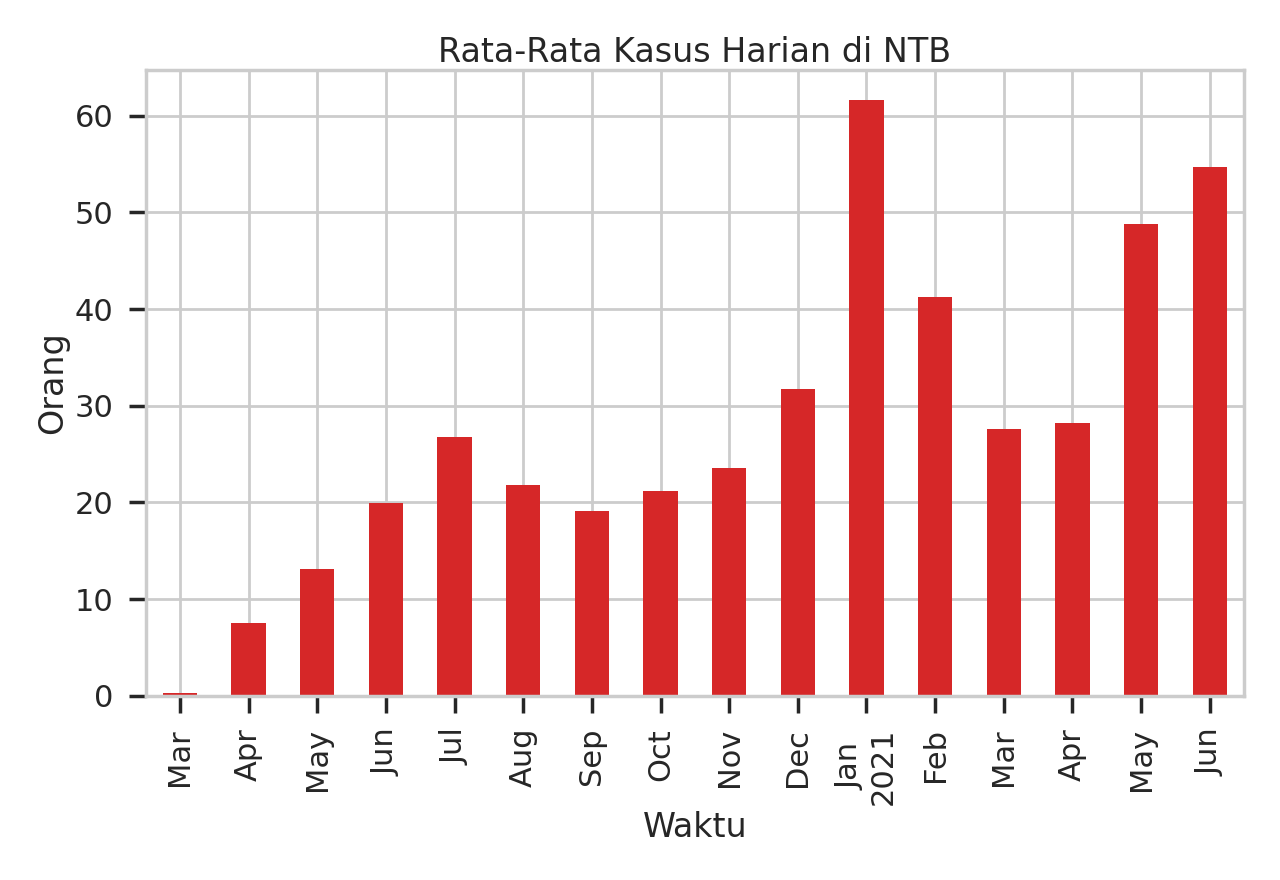 Rata-Rata Kasus Harian di NTB
60
50
40
30
20
10
0
Orang
Mar
Apr
May
Jun
Jul
Aug
Sep
Oct
Nov
Dec
Jan
2021
Feb
Mar
Apr
May
Jun
Waktu